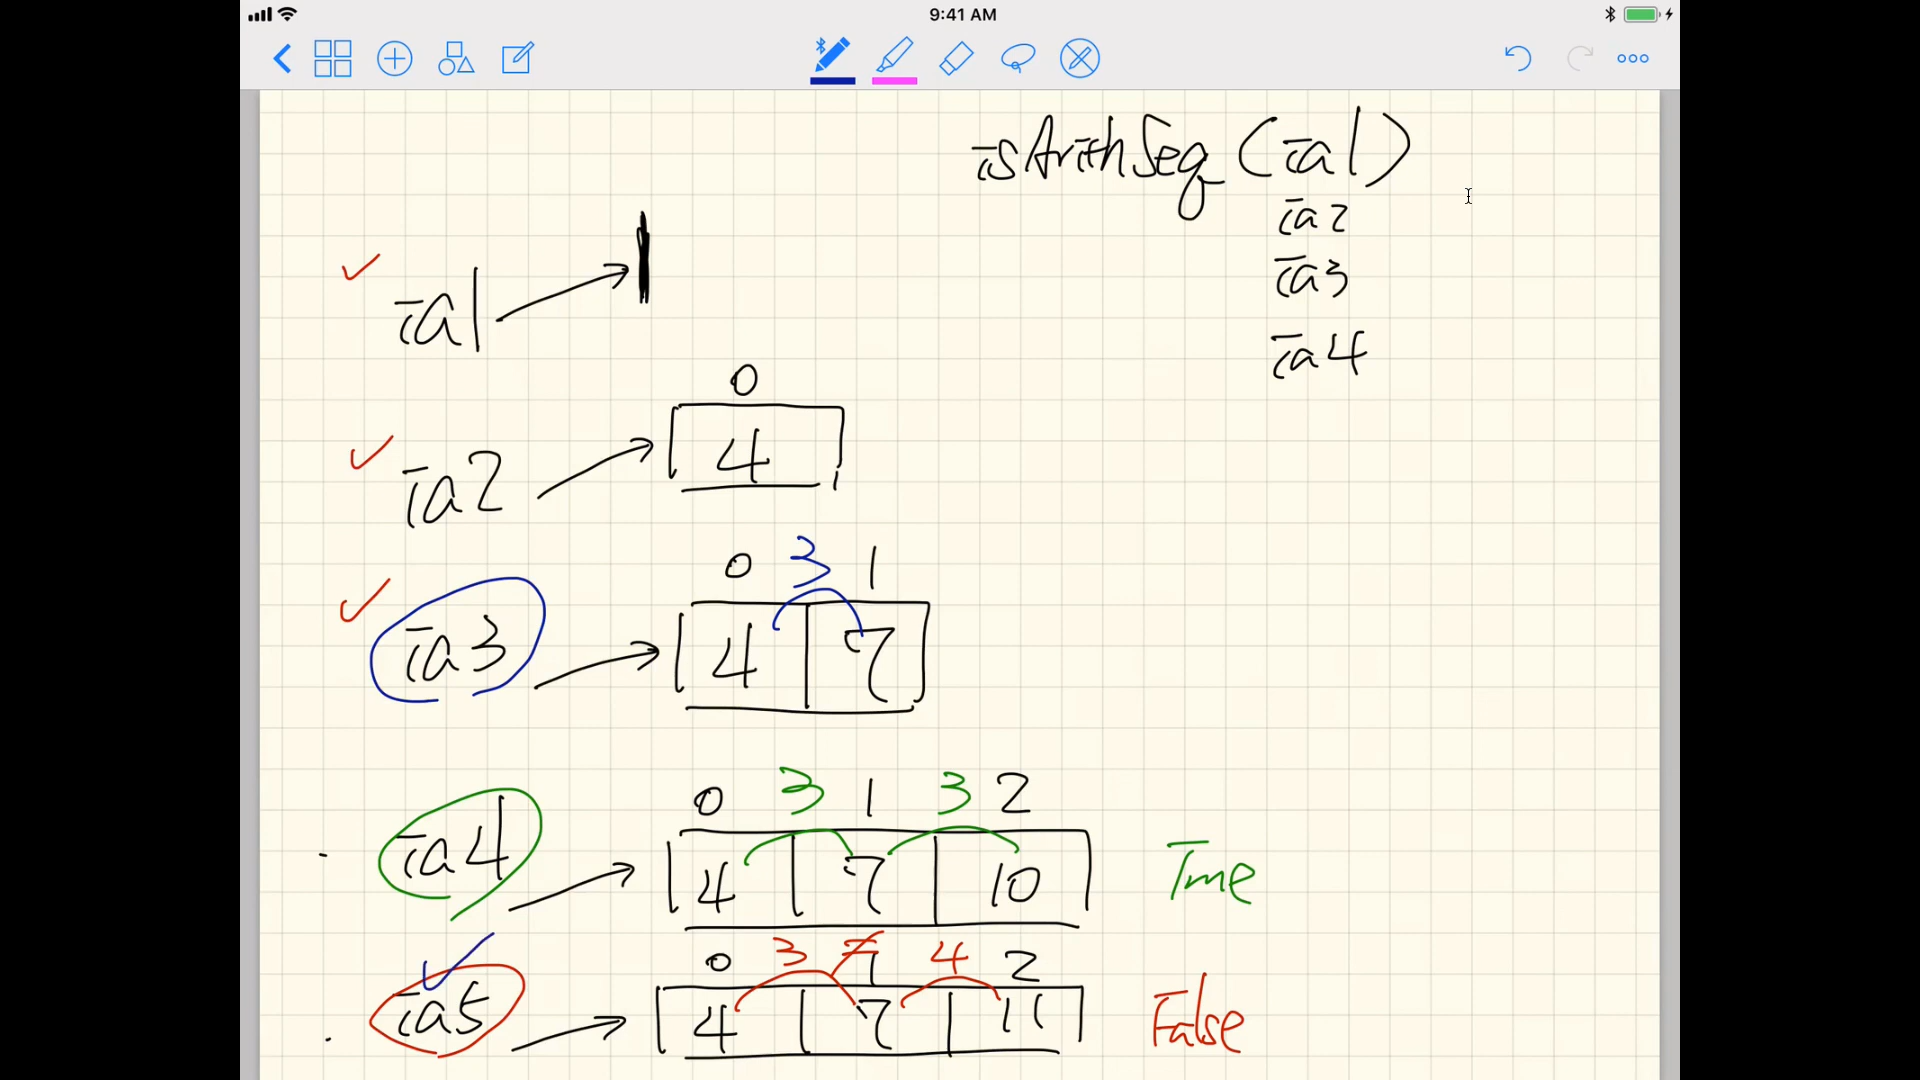 9:41 AM
isArithSeq (ia1)
ia2
ia3
ia4
ia1
0
ia2
4
0 3 1
ia3
4 7
0 3 1 3 2
ia4
4 7 10
True
0 3 ≠ 1 4 2
ia5
4 7 11
False